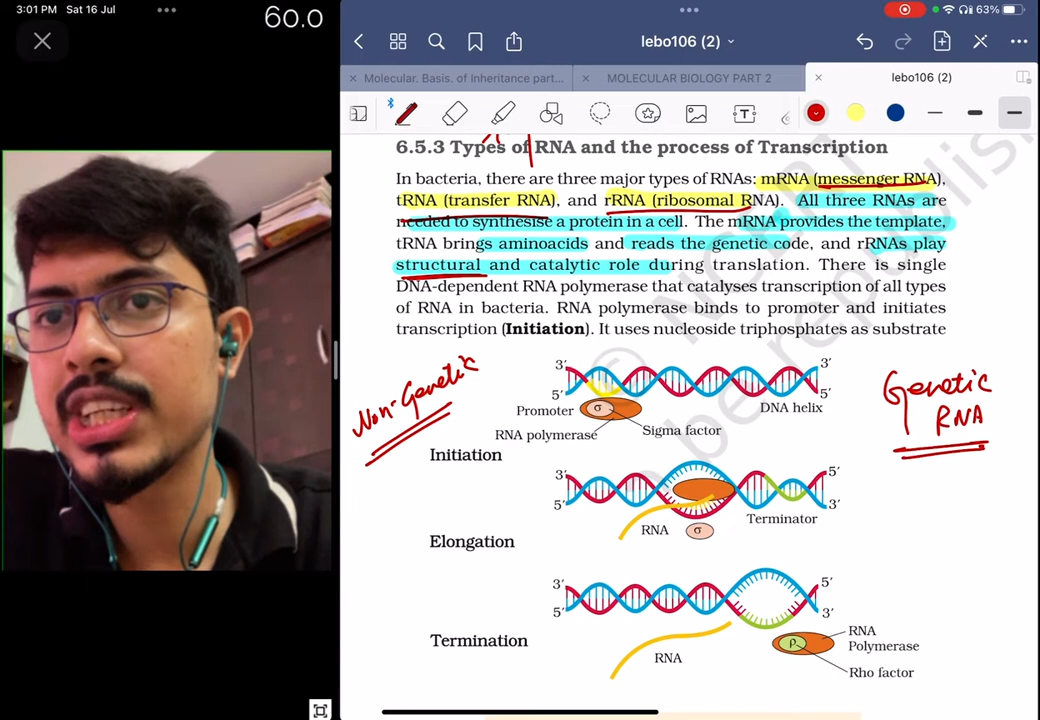 3:01 PM Sat 16 Jul
60.0
63%
lebo106 (2)
Molecular. Basis. of Inheritance part...
MOLECULAR BIOLOGY PART 2
lebo106 (2)
6.5.3 Types of RNA and the process of Transcription
In bacteria, there are three major types of RNAs: mRNA (messenger RNA),
tRNA (transfer RNA), and rRNA (ribosomal RNA). All three RNAs are
needed to synthesise a protein in a cell. The mRNA provides the template,
tRNA brings aminoacids and reads the genetic code, and rRNAs play
structural and catalytic role during translation. There is single
DNA-dependent RNA polymerase that catalyses transcription of all types
of RNA in bacteria. RNA polymerase binds to promoter and initiates
transcription (Initiation). It uses nucleoside triphosphates as substrate
Non-Genetic
Genetic
RNA
3′ 3′
5′ 5′
Promoter
σ
DNA helix
RNA polymerase
Sigma factor
Initiation
3′ 5′
5′ 3′
RNA
σ
Terminator
Elongation
3′ 5′
5′ 3′
RNA
Polymerase
ρ
Termination
RNA
Rho factor